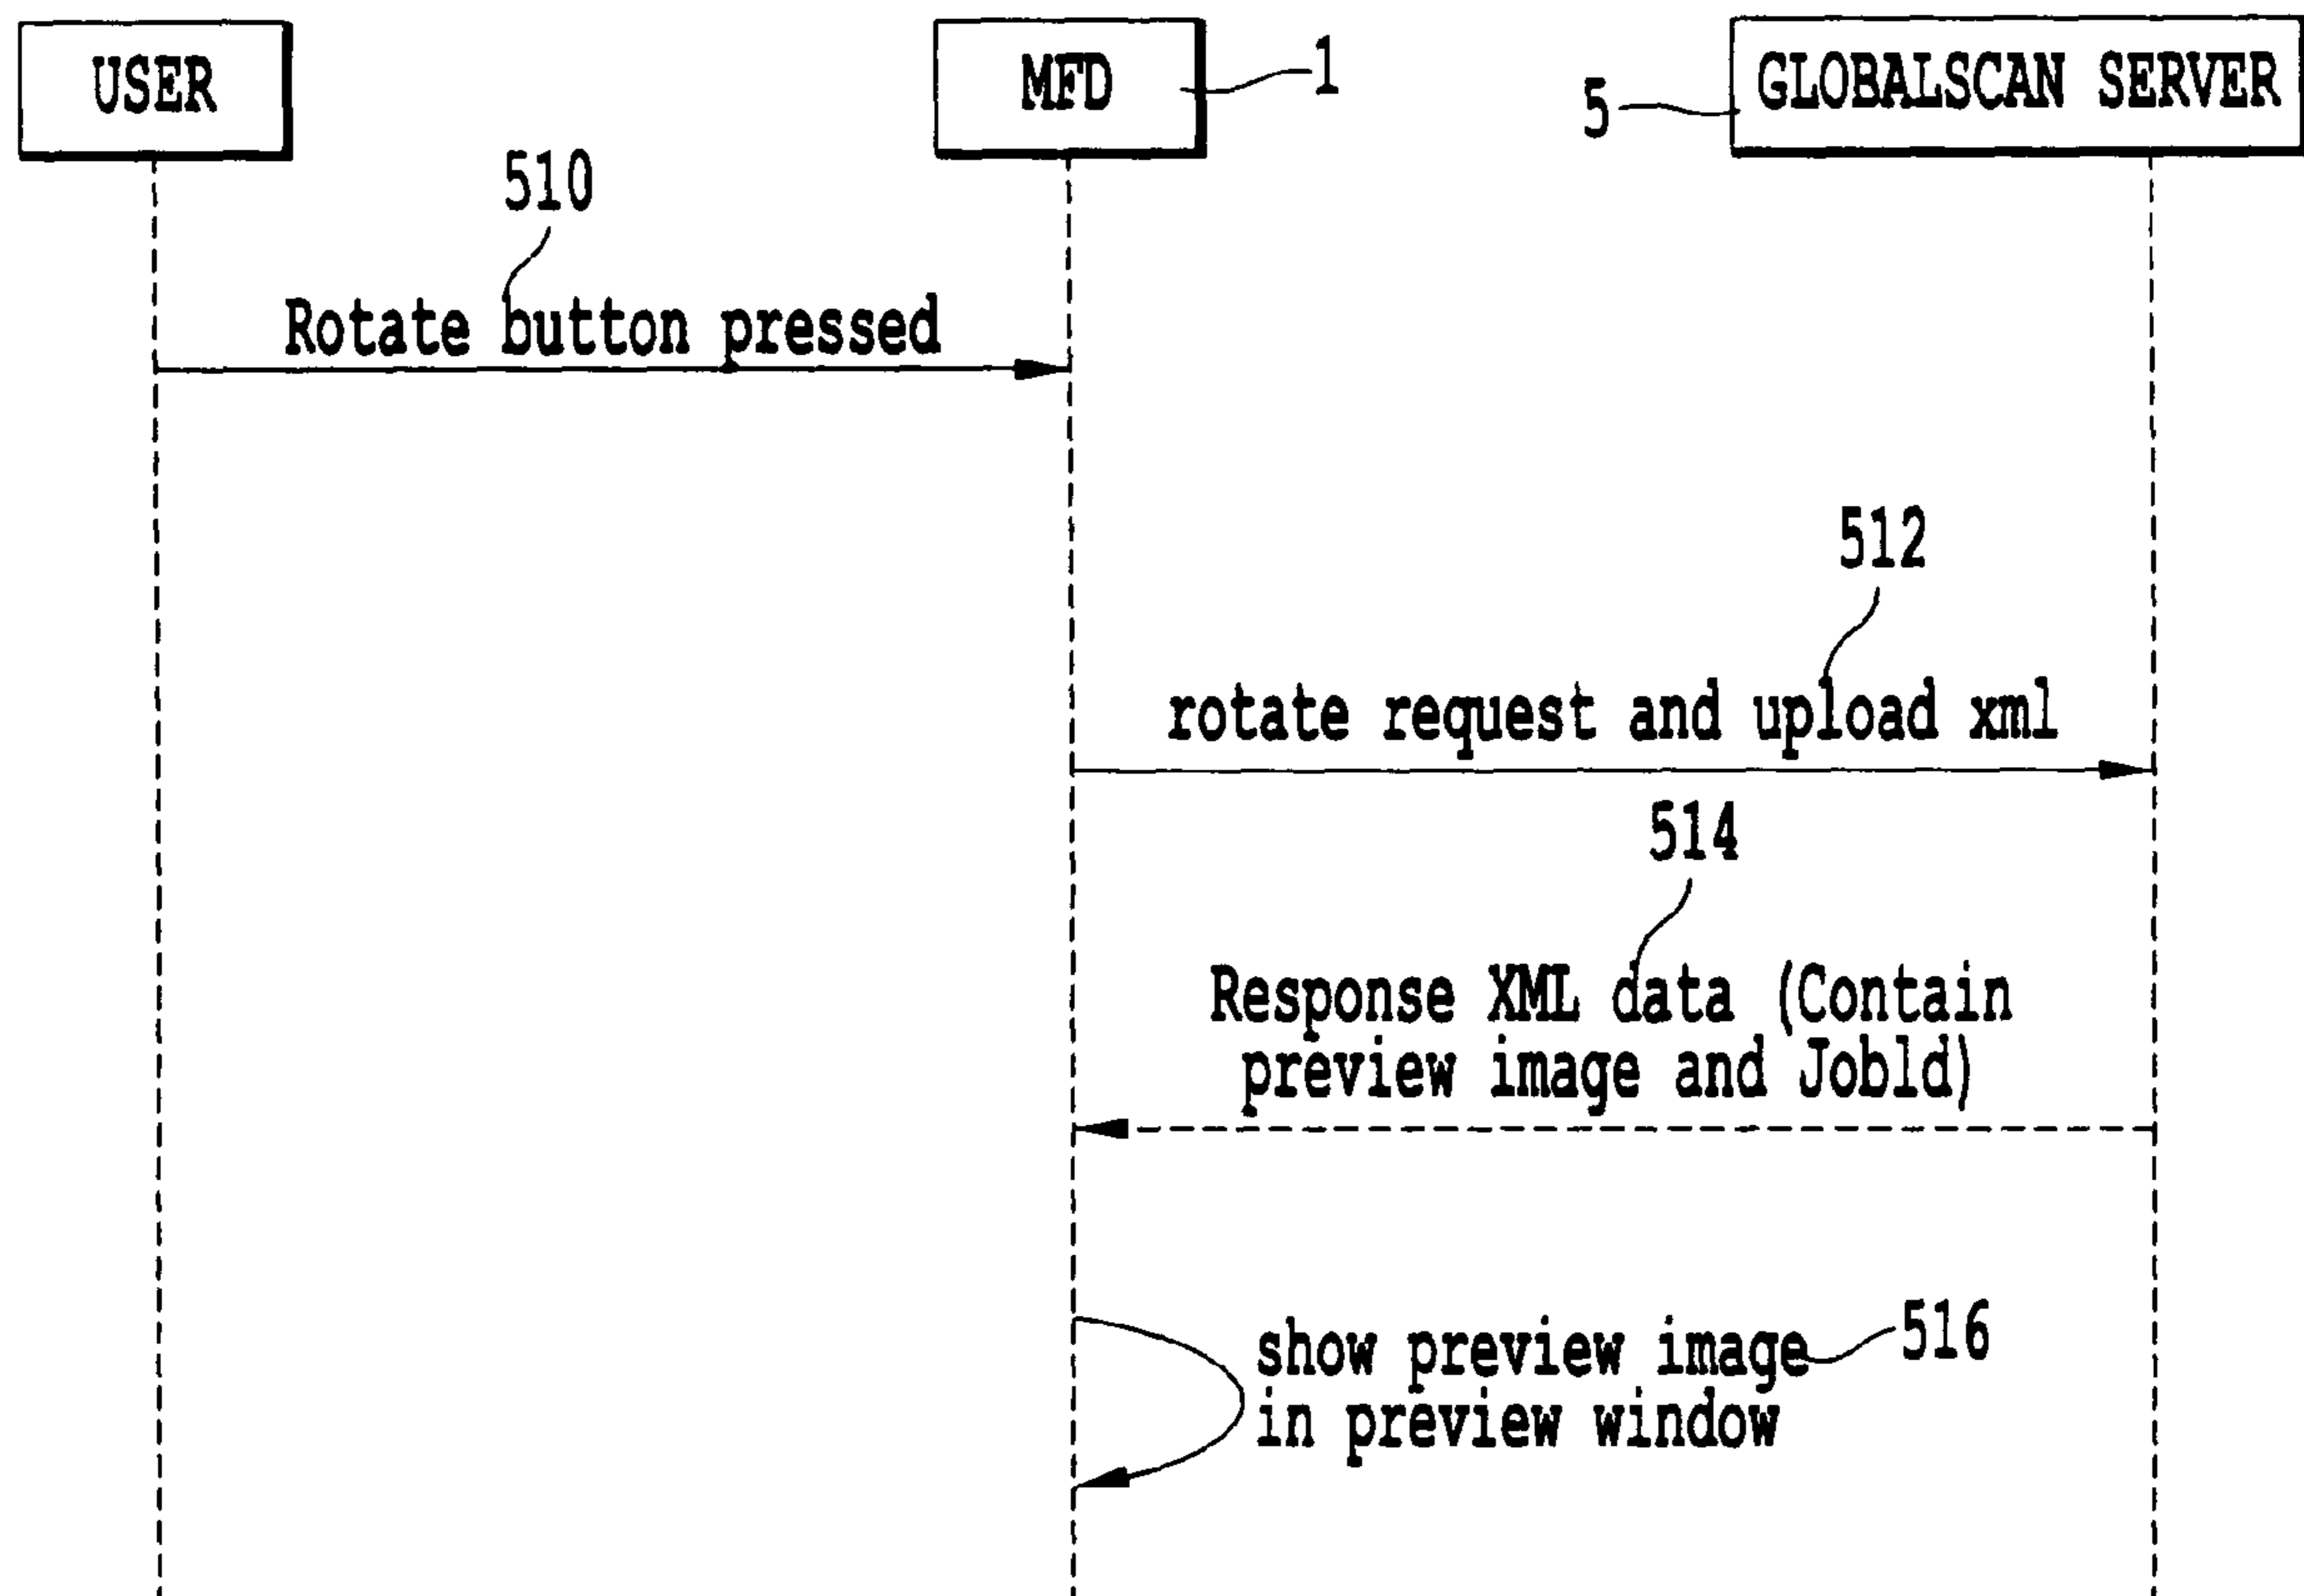 USER
MFD
1
5
GLOBALSCAN SERVER
510
Rotate button pressed
512
rotate request and upload xml
514
Response XML data (Contain
preview image and JobId)
show preview image
516
in preview window